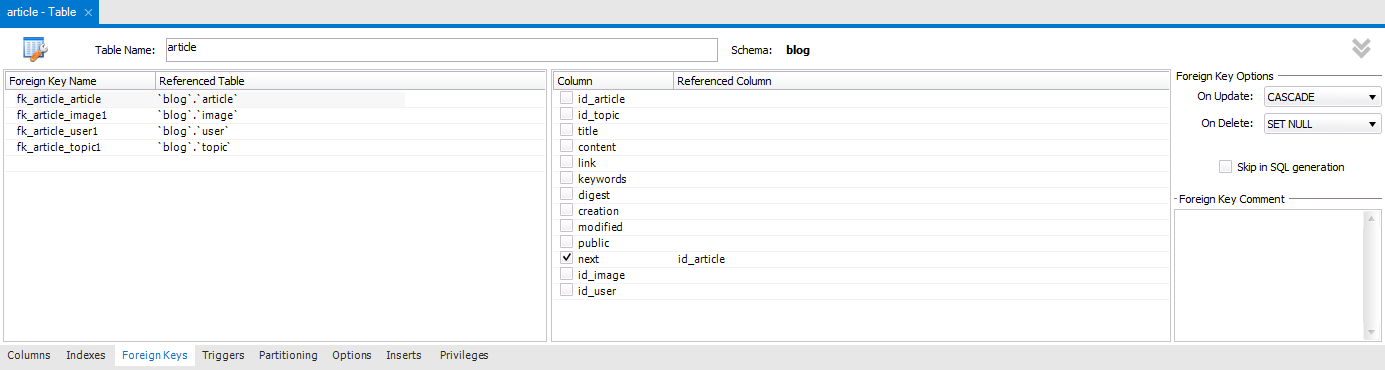 article - Table ×
Table Name: article Schema: blog
Foreign Key Name Referenced Table
fk_article_article `blog`.`article`
fk_article_image1 `blog`.`image`
fk_article_user1 `blog`.`user`
fk_article_topic1 `blog`.`topic`
Column Referenced Column
id_article
id_topic
title
content
link
keywords
digest
creation
modified
public
next id_article
id_image
id_user
Foreign Key Options
On Update: CASCADE
On Delete: SET NULL
Skip in SQL generation
Foreign Key Comment
Columns Indexes Foreign Keys Triggers Partitioning Options Inserts Privileges